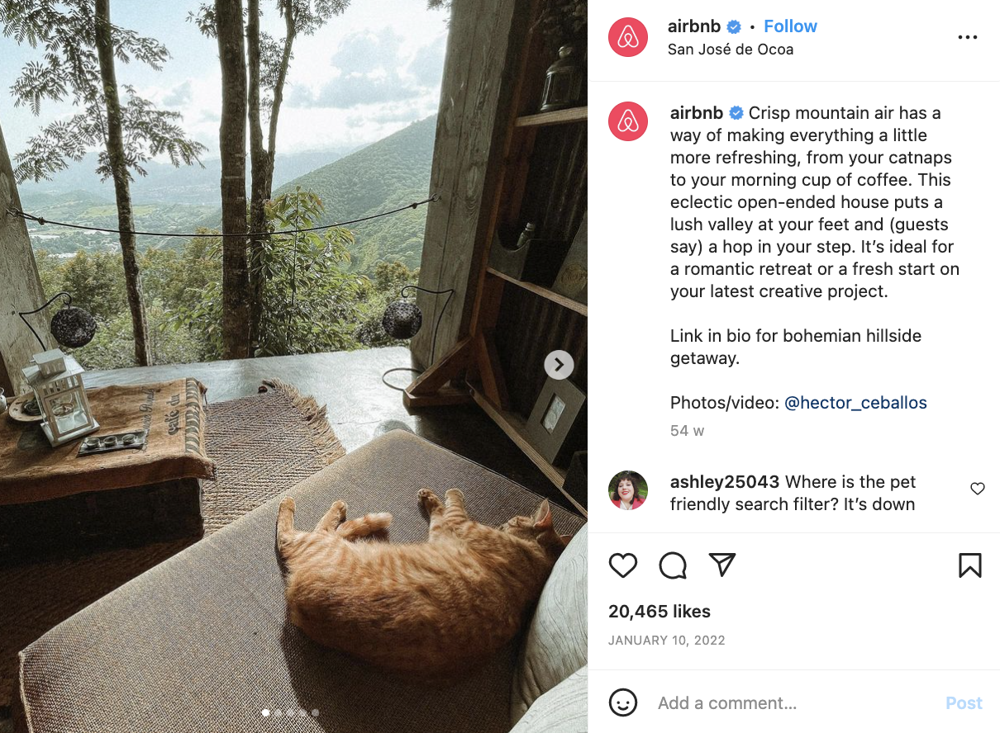 airbnb • Follow
San José de Ocoa
airbnb Crisp mountain air has a
way of making everything a little
more refreshing, from your catnaps
to your morning cup of coffee. This
eclectic open-ended house puts a
lush valley at your feet and (guests
say) a hop in your step. It’s ideal for
a romantic retreat or a fresh start on
your latest creative project.
Link in bio for bohemian hillside
getaway.
Photos/video: @hector_ceballos
54 w
ashley25043 Where is the pet
friendly search filter? It’s down
20,465 likes
JANUARY 10, 2022
Add a comment...
Post